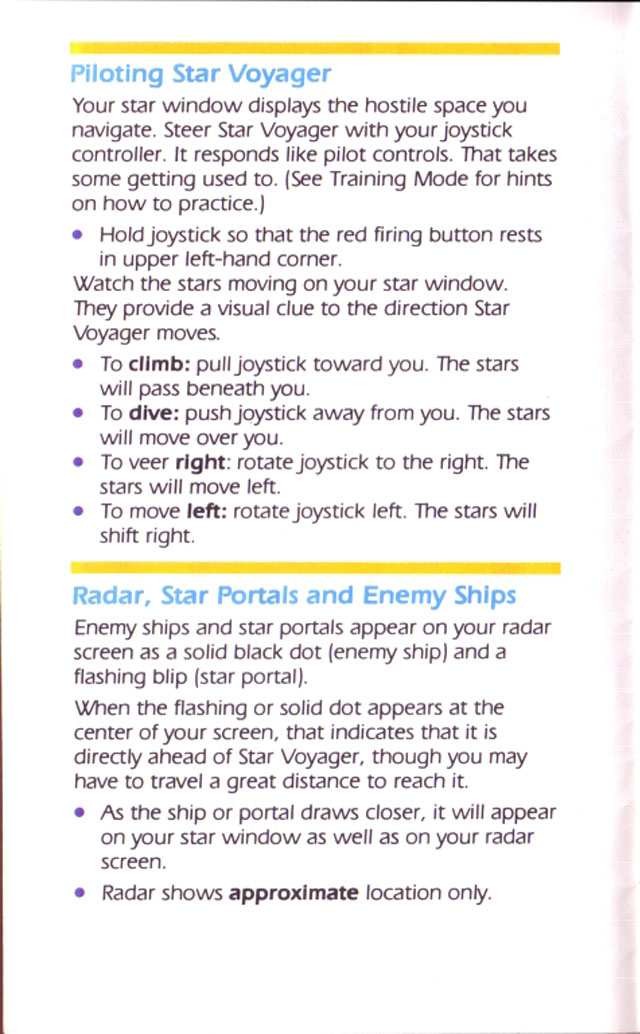 Piloting Star Voyager
Your star window displays the hostile space you
navigate. Steer Star Voyager with your joystick
controller. It responds like pilot controls. That takes
some getting used to. (See Training Mode for hints
on how to practice.)
• Hold joystick so that the red firing button rests
in upper left-hand corner.
Watch the stars moving on your star window.
They provide a visual clue to the direction Star
Voyager moves.
• To climb: pull joystick toward you. The stars
will pass beneath you.
• To dive: push joystick away from you. The stars
will move over you.
• To veer right: rotate joystick to the right. The
stars will move left.
• To move left: rotate joystick left. The stars will
shift right.
Radar, Star Portals and Enemy Ships
Enemy ships and star portals appear on your radar
screen as a solid black dot (enemy ship) and a
flashing blip (star portal).
When the flashing or solid dot appears at the
center of your screen, that indicates that it is
directly ahead of Star Voyager, though you may
have to travel a great distance to reach it.
• As the ship or portal draws closer, it will appear
on your star window as well as on your radar
screen.
• Radar shows approximate location only.